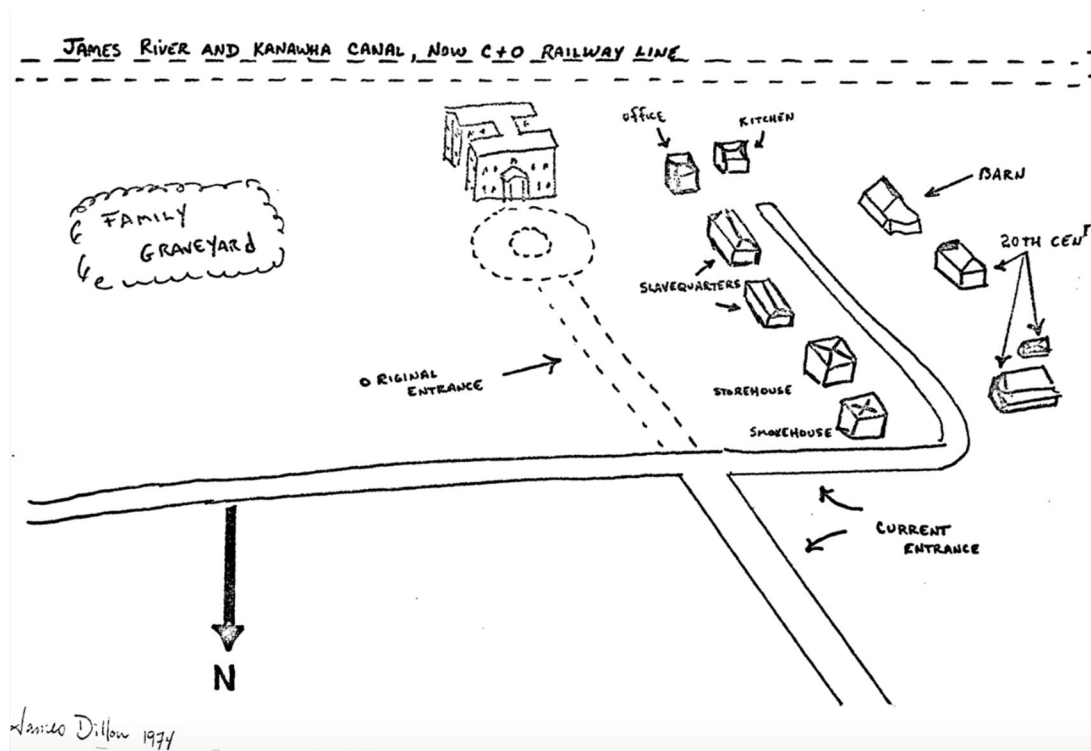 JAMES RIVER AND KANAWHA CANAL, NOW C+O RAILWAY LINE
OFFICE
KITCHEN
BARN
FAMILY
GRAVEYARD
20TH CENT
SLAVEQUARTERS
ORIGINAL
ENTRANCE
STOREHOUSE
SMOKEHOUSE
CURRENT
ENTRANCE
N
James Dillon 1974